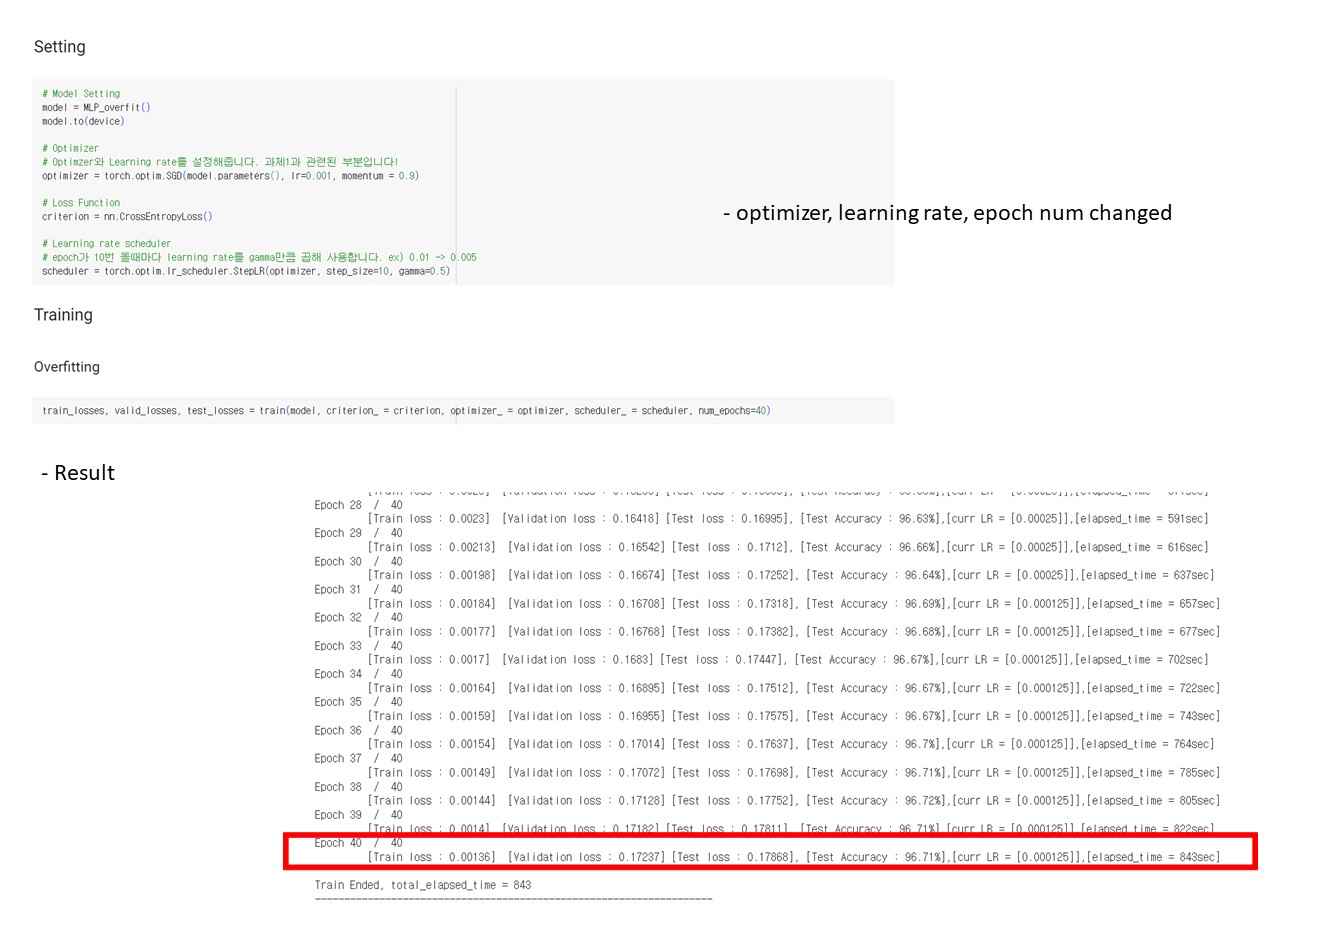 Setting
# Model Setting
model = MLP_overfit()
model.to(device)
# Optimizer
# Optimzer와 Learning rate를 설정해줍니다. 과제1과 관련된 부분입니다!
optimizer = torch.optim.SGD(model.parameters(), lr=0.001, momentum = 0.9)
# Loss Function
criterion = nn.CrossEntropyLoss()
# Learning rate scheduler
# epoch가 10번 돌때마다 learning rate를 gamma만큼 곱해 사용합니다. ex) 0.01 -> 0.005
scheduler = torch.optim.lr_scheduler.StepLR(optimizer, step_size=10, gamma=0.5)
- optimizer, learning rate, epoch num changed
Training
Overfitting
train_losses, valid_losses, test_losses = train(model, criterion_ = criterion, optimizer_ = optimizer, scheduler_ = scheduler, num_epochs=40)
- Result
Epoch 28 / 40
[Train loss : 0.0023] [Validation loss : 0.16418] [Test loss : 0.16995], [Test Accuracy : 96.63%],[curr LR = [0.00025]],[elapsed_time = 591sec]
Epoch 29 / 40
[Train loss : 0.00213] [Validation loss : 0.16542] [Test loss : 0.1712], [Test Accuracy : 96.66%],[curr LR = [0.00025]],[elapsed_time = 616sec]
Epoch 30 / 40
[Train loss : 0.00198] [Validation loss : 0.16674] [Test loss : 0.17252], [Test Accuracy : 96.64%],[curr LR = [0.00025]],[elapsed_time = 637sec]
Epoch 31 / 40
[Train loss : 0.00184] [Validation loss : 0.16708] [Test loss : 0.17318], [Test Accuracy : 96.69%],[curr LR = [0.000125]],[elapsed_time = 657sec]
Epoch 32 / 40
[Train loss : 0.00177] [Validation loss : 0.16768] [Test loss : 0.17382], [Test Accuracy : 96.68%],[curr LR = [0.000125]],[elapsed_time = 677sec]
Epoch 33 / 40
[Train loss : 0.0017] [Validation loss : 0.1683] [Test loss : 0.17447], [Test Accuracy : 96.67%],[curr LR = [0.000125]],[elapsed_time = 702sec]
Epoch 34 / 40
[Train loss : 0.00164] [Validation loss : 0.16895] [Test loss : 0.17512], [Test Accuracy : 96.67%],[curr LR = [0.000125]],[elapsed_time = 722sec]
Epoch 35 / 40
[Train loss : 0.00159] [Validation loss : 0.16955] [Test loss : 0.17575], [Test Accuracy : 96.67%],[curr LR = [0.000125]],[elapsed_time = 743sec]
Epoch 36 / 40
[Train loss : 0.00154] [Validation loss : 0.17014] [Test loss : 0.17637], [Test Accuracy : 96.7%],[curr LR = [0.000125]],[elapsed_time = 764sec]
Epoch 37 / 40
[Train loss : 0.00149] [Validation loss : 0.17072] [Test loss : 0.17698], [Test Accuracy : 96.71%],[curr LR = [0.000125]],[elapsed_time = 785sec]
Epoch 38 / 40
[Train loss : 0.00144] [Validation loss : 0.17128] [Test loss : 0.17752], [Test Accuracy : 96.72%],[curr LR = [0.000125]],[elapsed_time = 805sec]
Epoch 39 / 40
[Train loss : 0.0014] [Validation loss : 0.17182] [Test loss : 0.17811], [Test Accuracy : 96.71%],[curr LR = [0.000125]],[elapsed_time = 822sec]
Epoch 40 / 40
[Train loss : 0.00136] [Validation loss : 0.17237] [Test loss : 0.17868], [Test Accuracy : 96.71%],[curr LR = [0.000125]],[elapsed_time = 843sec]
Train Ended, total_elapsed_time = 843
--------------------------------------------------------------------